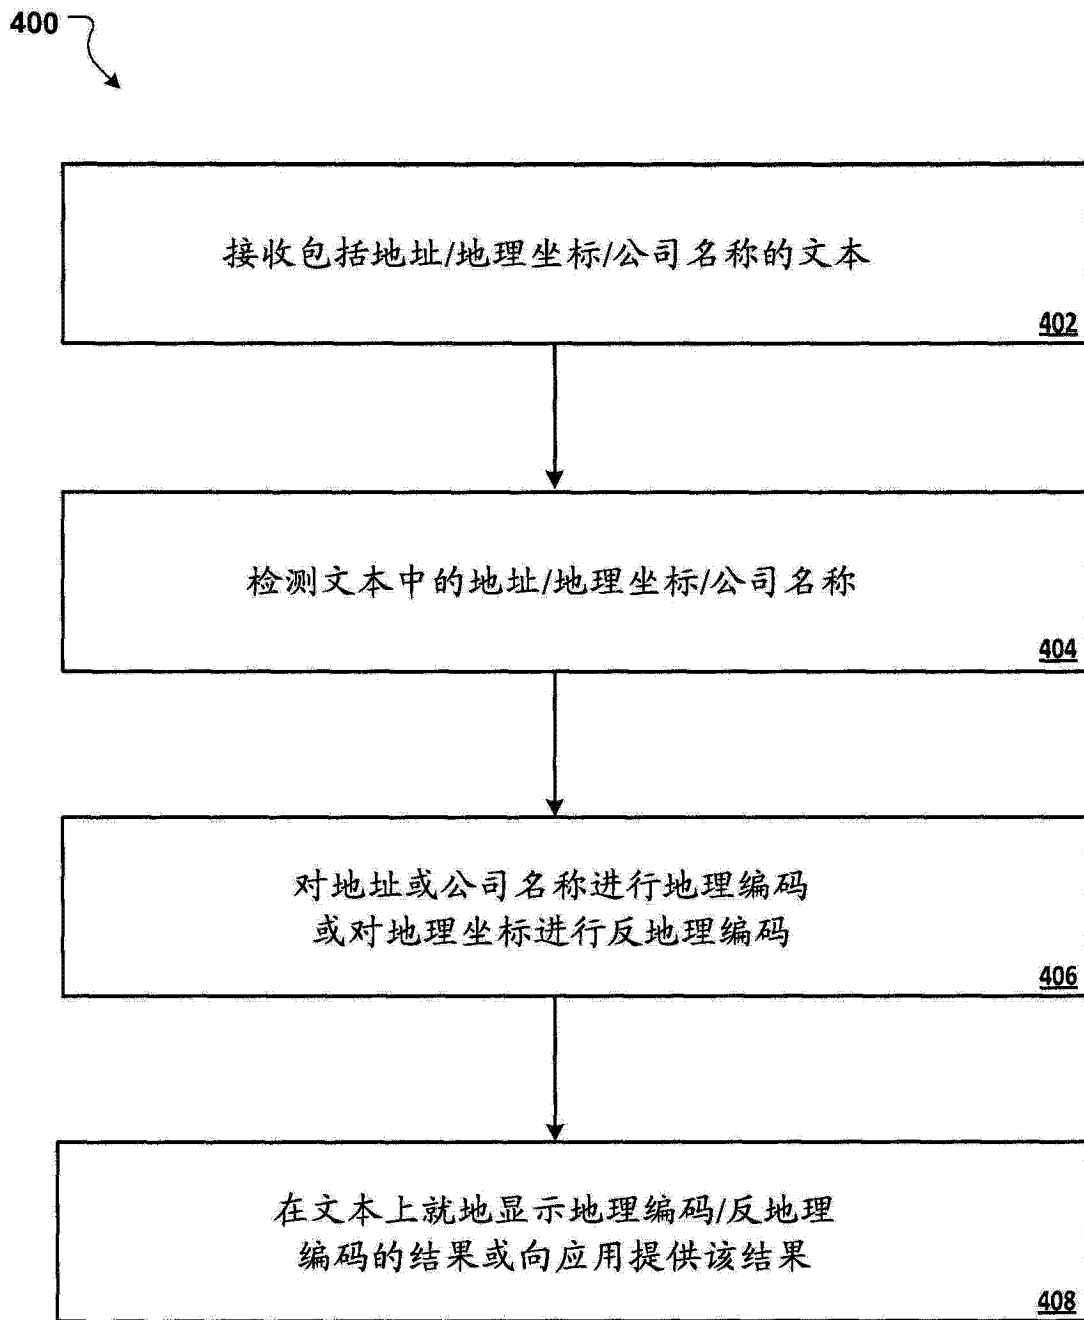 400
接收包括地址/地理坐标/公司名称的文本
402
检测文本中的地址/地理坐标/公司名称
404
对地址或公司名称进行地理编码
或对地理坐标进行反地理编码
406
在文本上就地显示地理编码/反地理
编码的结果或向应用提供该结果
408